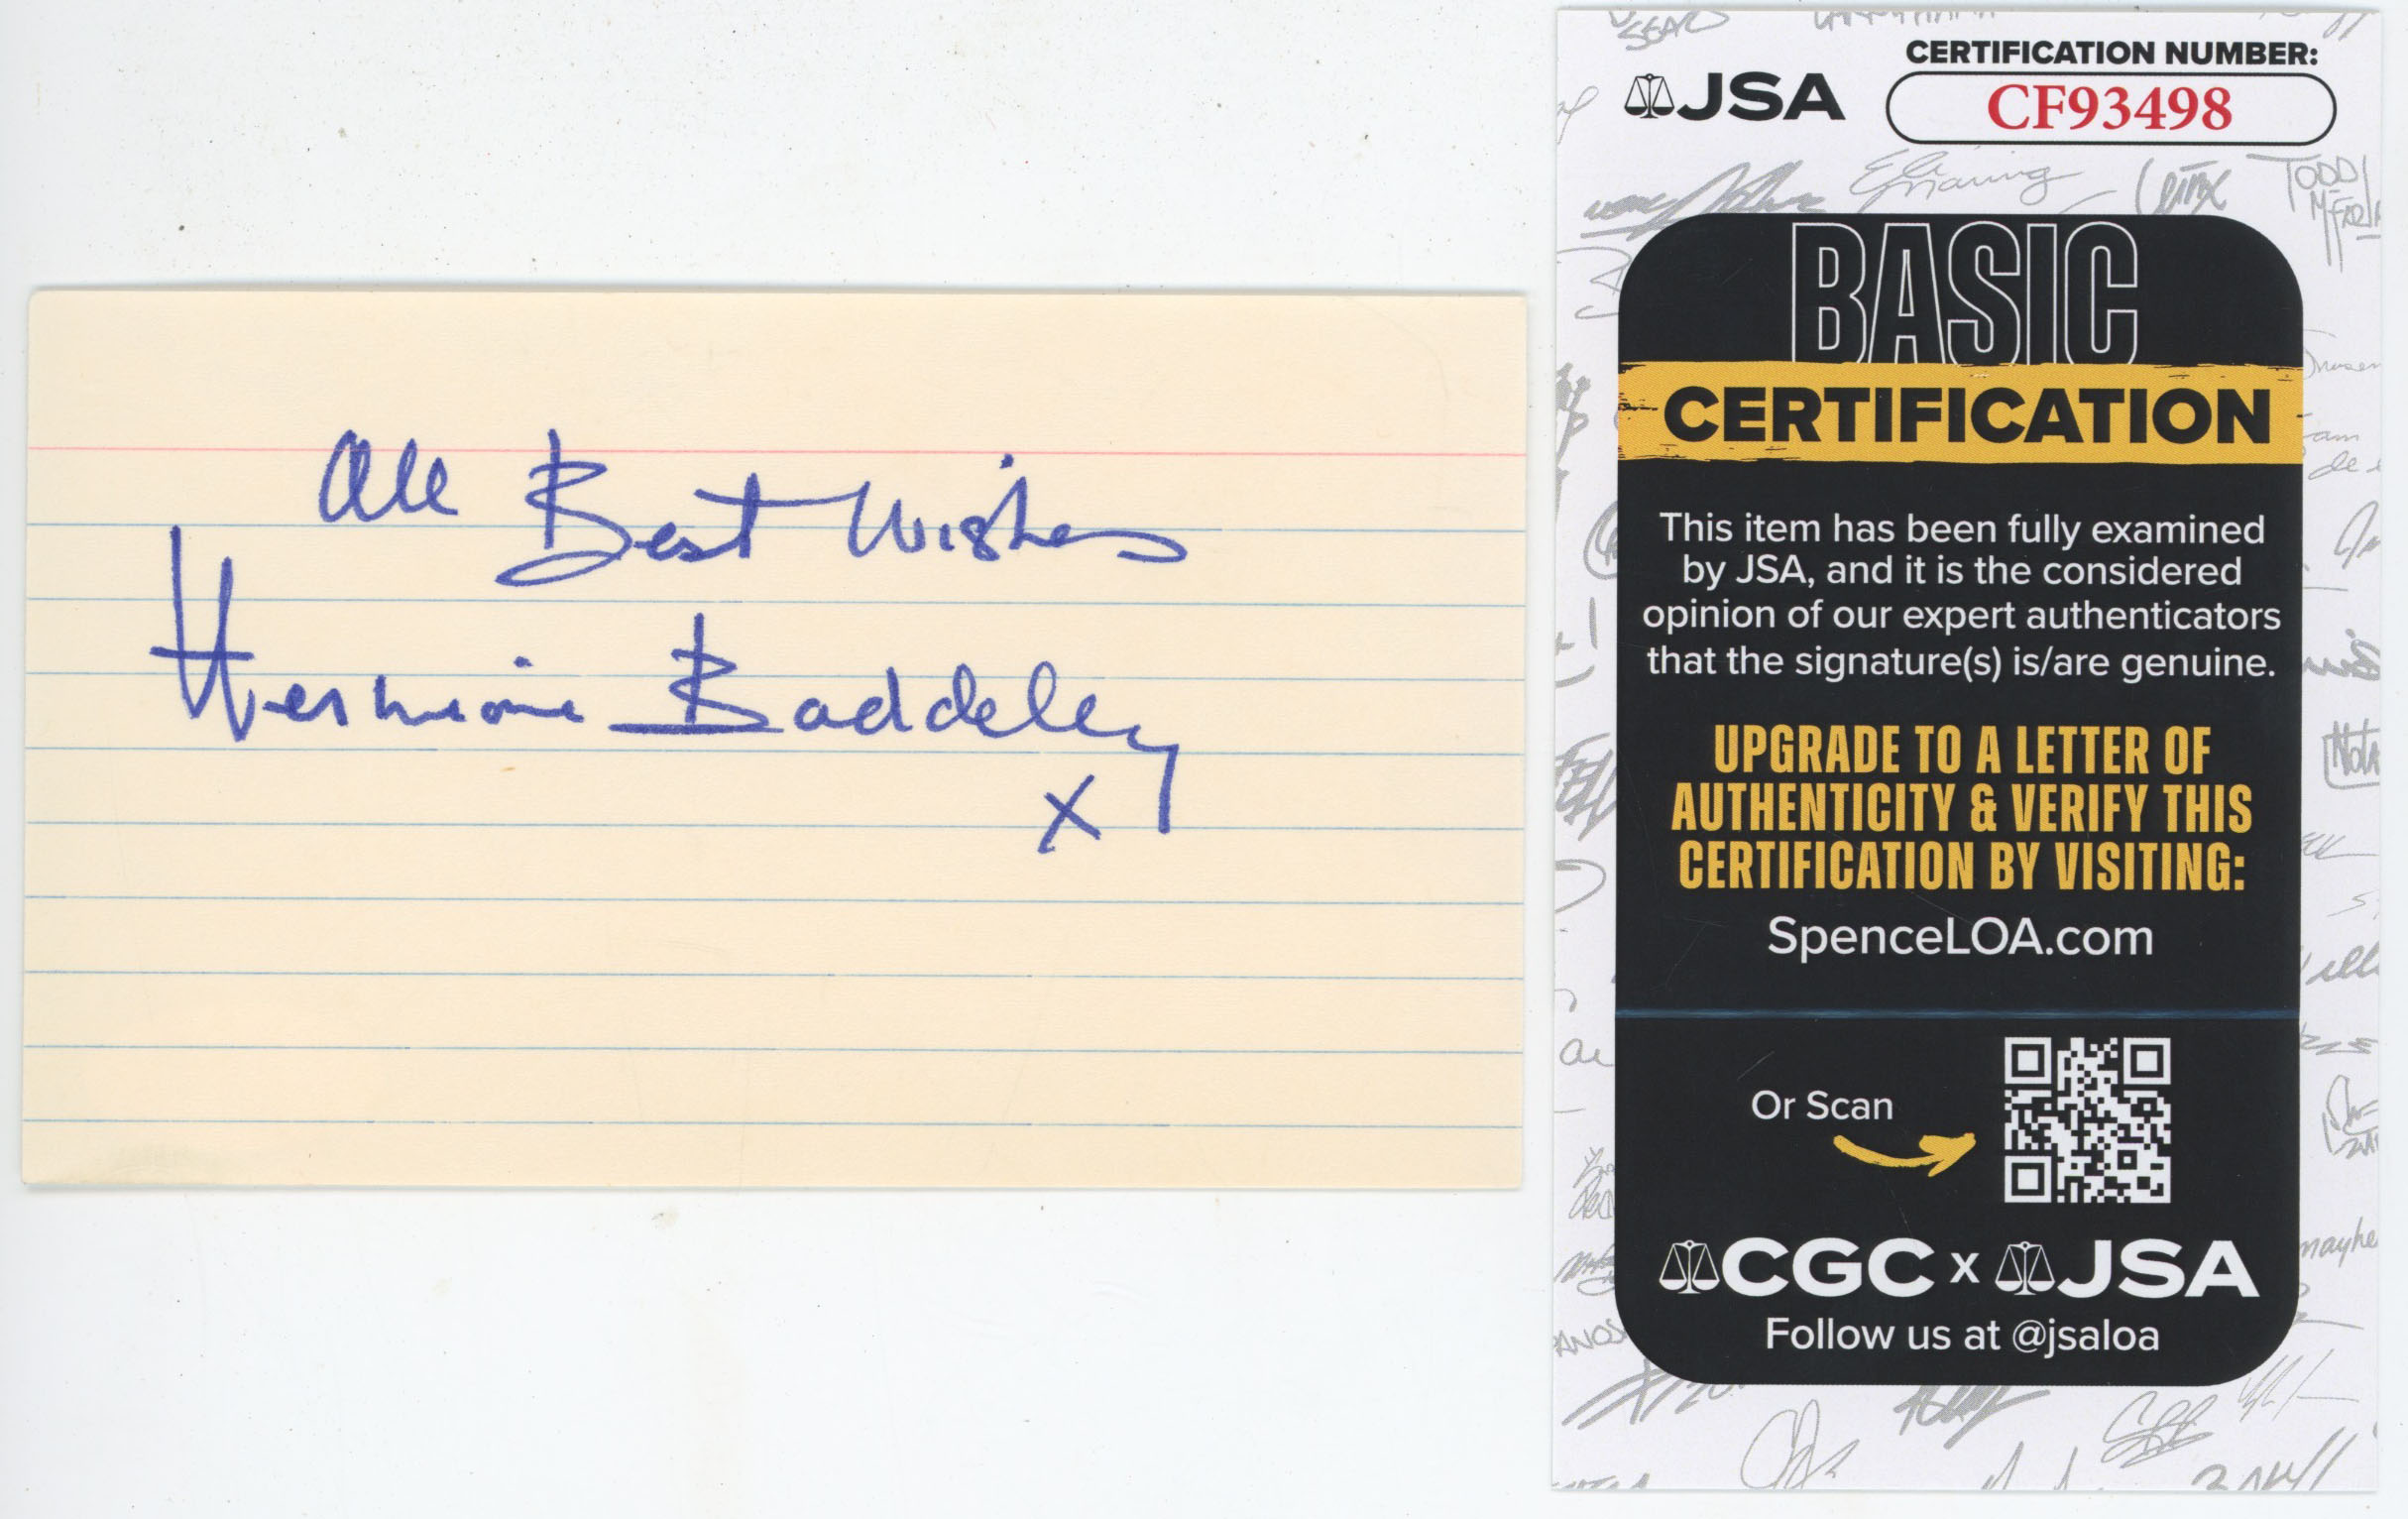 All Best Wishes
Hermione Baddeley
x
CERTIFICATION NUMBER:
JSA
CF93498
BASIC
CERTIFICATION
This item has been fully examined
by JSA, and it is the considered
opinion of our expert authenticators
that the signature(s) is/are genuine.
UPGRADE TO A LETTER OF
AUTHENTICITY & VERIFY THIS
CERTIFICATION BY VISITING:
SpenceLOA.com
Or Scan
CGC x JSA
Follow us at @jsaloa